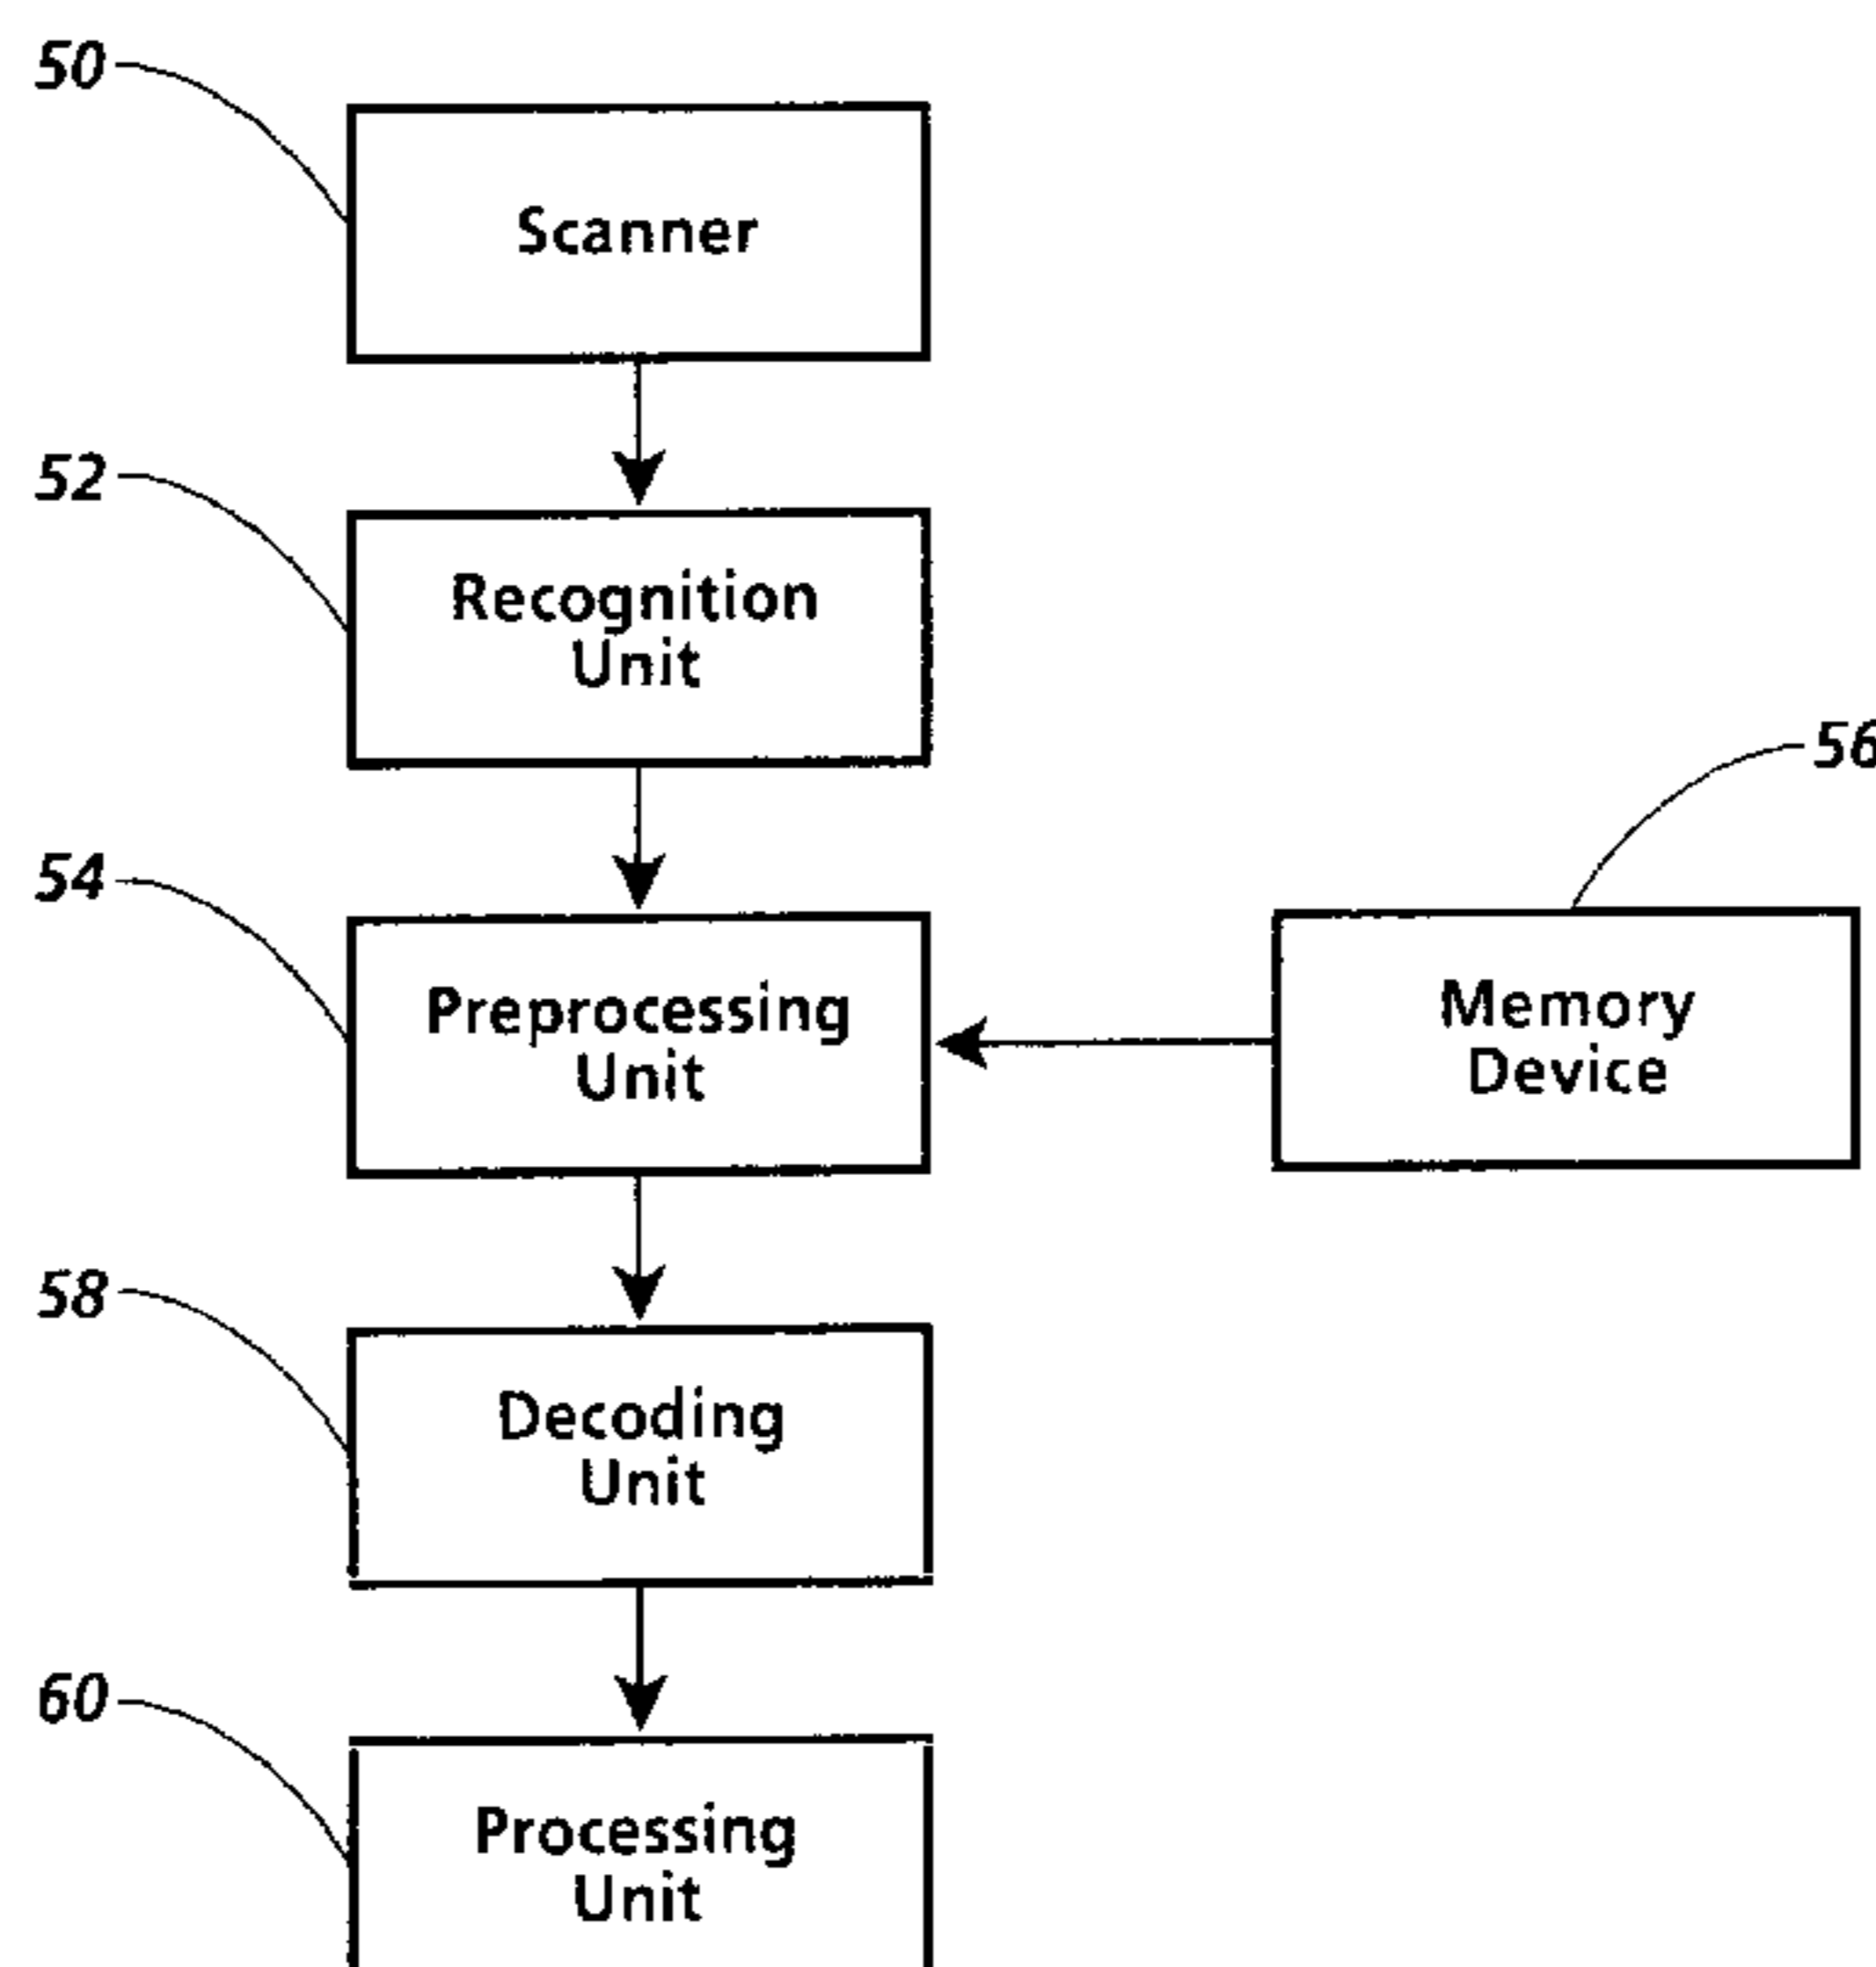 50
Scanner
52
Recognition
Unit
56
54
Preprocessing
Unit
Memory
Device
58
Decoding
Unit
60
Processing
Unit